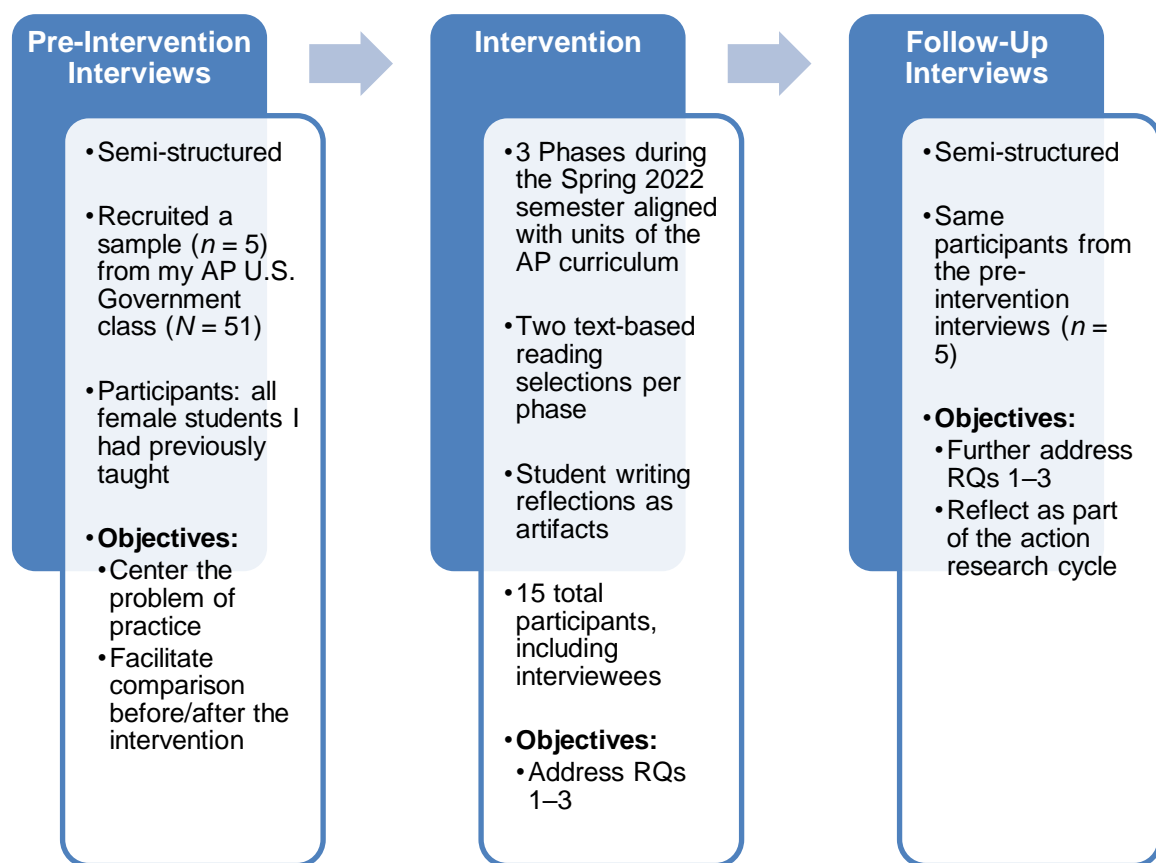 Pre-Intervention
Interviews
•Semi-structured
•Recruited a
sample (n = 5)
from my AP U.S.
Government
class (N = 51)
•Participants: all
female students I
had previously
taught
•Objectives:
•Center the
problem of
practice
•Facilitate
comparison
before/after the
intervention
Intervention
•3 Phases during
the Spring 2022
semester aligned
with units of the
AP curriculum
•Two text-based
reading
selections per
phase
•Student writing
reflections as
artifacts
•15 total
participants,
including
interviewees
•Objectives:
•Address RQs
1–3
Follow-Up
Interviews
•Semi-structured
•Same
participants from
the pre-
intervention
interviews (n =
5)
•Objectives:
•Further address
RQs 1–3
•Reflect as part
of the action
research cycle